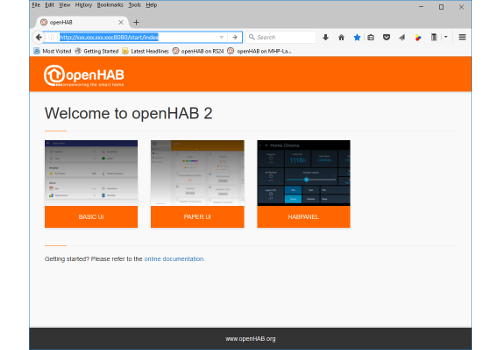 File Edit View History Bookmarks Tools Help
openHAB
http://xxx.xxx.xxx.xxx:8080/start/index
Search
Most Visited Getting Started Latest Headlines openHAB on RS24 openHAB on MHP-La...
openHAB
empowering the smart home
Welcome to openHAB 2
BASIC UI PAPER UI HABPANEL
Getting started? Please refer to the online documentation.
www.openHAB.org